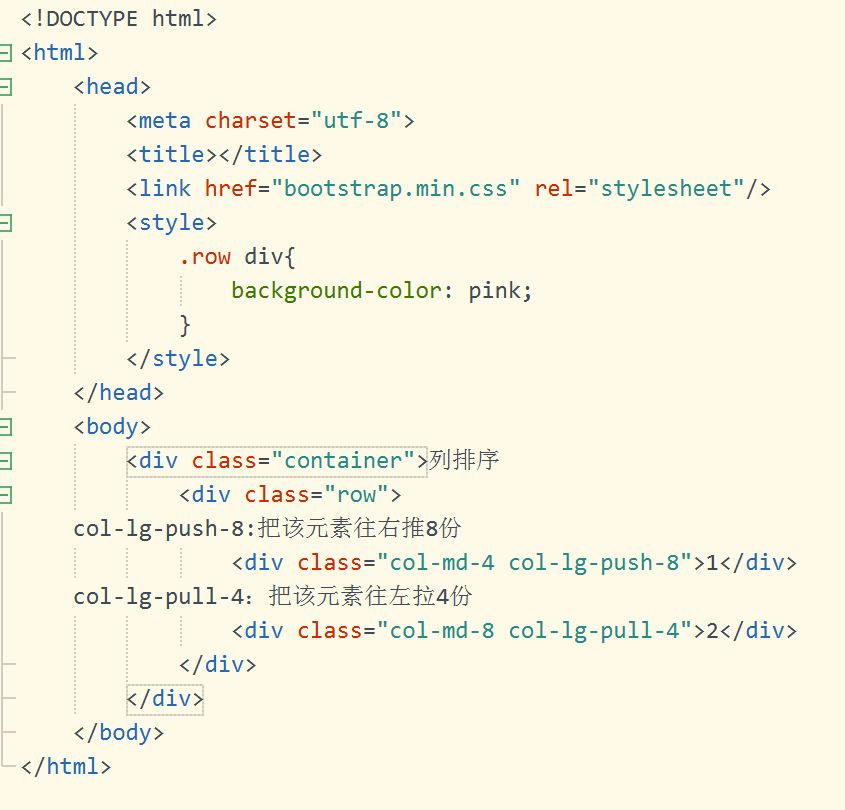 <!DOCTYPE html>
<html>
    <head>
        <meta charset="utf-8">
        <title></title>
        <link href="bootstrap.min.css" rel="stylesheet"/>
        <style>
            .row div{
                background-color: pink;
            }
        </style>
    </head>
    <body>
        <div class="container">列排序
            <div class="row">
    col-lg-push-8:把该元素往右推8份
                <div class="col-md-4 col-lg-push-8">1</div>
    col-lg-pull-4：把该元素往左拉4份
                <div class="col-md-8 col-lg-pull-4">2</div>
            </div>
        </div>
    </body>
</html>